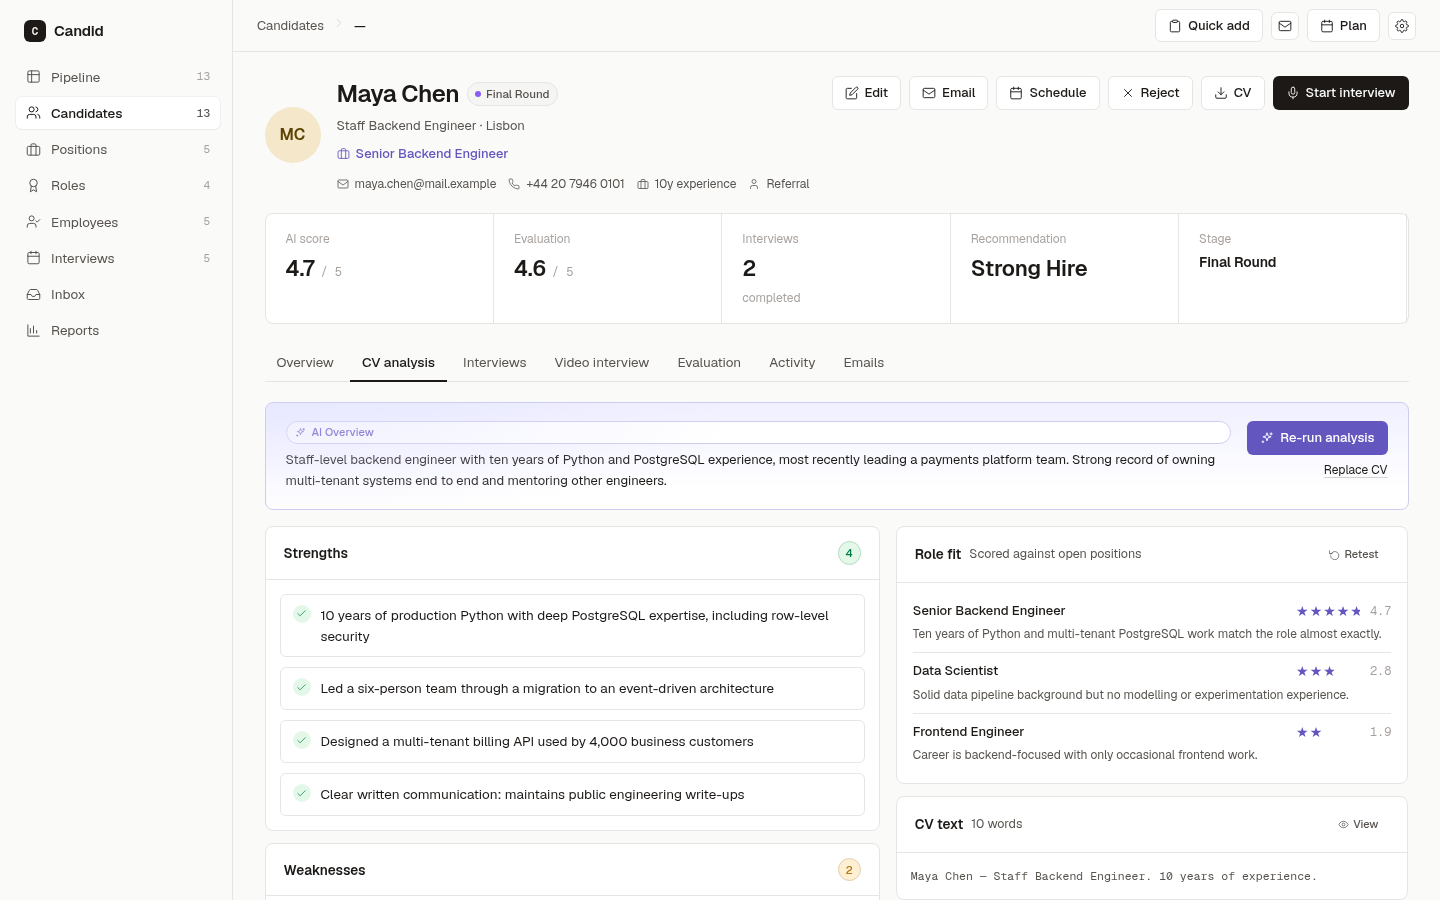 C Candid
Pipeline 13
Candidates 13
Positions 5
Roles 4
Employees 5
Interviews 5
Inbox
Reports
Candidates —
Quick add
Plan
MC
Maya Chen
Final Round
Staff Backend Engineer · Lisbon
Senior Backend Engineer
maya.chen@mail.example +44 20 7946 0101 10y experience Referral
Edit
Email
Schedule
Reject
CV
Start interview
AI score
4.7 / 5
Evaluation
4.6 / 5
Interviews
2
completed
Recommendation
Strong Hire
Stage
Final Round
Overview CV analysis Interviews Video interview Evaluation Activity Emails
AI Overview
Staff-level backend engineer with ten years of Python and PostgreSQL experience, most recently leading a payments platform team. Strong record of owning
multi-tenant systems end to end and mentoring other engineers.
Re-run analysis
Replace CV
Strengths 4
10 years of production Python with deep PostgreSQL expertise, including row-level
security
Led a six-person team through a migration to an event-driven architecture
Designed a multi-tenant billing API used by 4,000 business customers
Clear written communication: maintains public engineering write-ups
Weaknesses 2
Role fit Scored against open positions Retest
Senior Backend Engineer 4.7
Ten years of Python and multi-tenant PostgreSQL work match the role almost exactly.
Data Scientist 2.8
Solid data pipeline background but no modelling or experimentation experience.
Frontend Engineer 1.9
Career is backend-focused with only occasional frontend work.
CV text 10 words View
Maya Chen — Staff Backend Engineer. 10 years of experience.